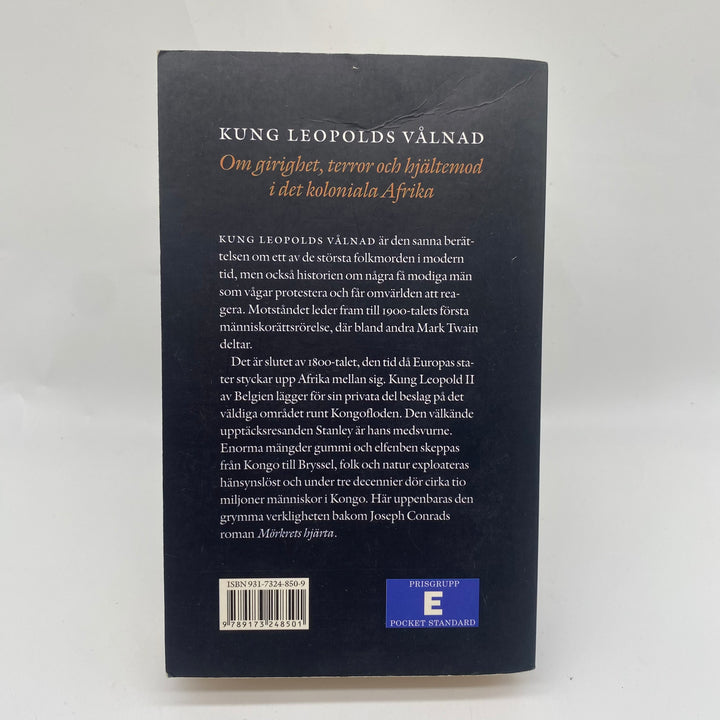 KUNG LEOPOLDS VÅLNAD
Om girighet, terror och hjältemod
i det koloniala Afrika
KUNG LEOPOLDS VÅLNAD är den sanna berät-
telsen om ett av de största folkmorden i modern
tid, men också historien om några få modiga män
som vågar protestera och får omvärlden att rea-
gera. Motståndet leder fram till 1900-talets första
människorättsrörelse, där bland andra Mark Twain
deltar.
Det är slutet av 1800-talet, den tid då Europas sta-
ter styckar upp Afrika mellan sig. Kung Leopold II
av Belgien lägger för sin privata del beslag på det
väldiga området runt Kongofloden. Den välkände
upptäcktsresanden Stanley är hans medsvurne.
Enorma mängder gummi och elfenben skeppas
från Kongo till Bryssel, folk och natur exploateras
hänsynslöst och under tre decennier dör cirka tio
miljoner människor i Kongo. Här uppenbaras den
grymma verkligheten bakom Joseph Conrads
roman Mörkrets hjärta.
ISBN 931-7324-850-9
9 789173 248501
PRISGRUPP
E
POCKET STANDARD